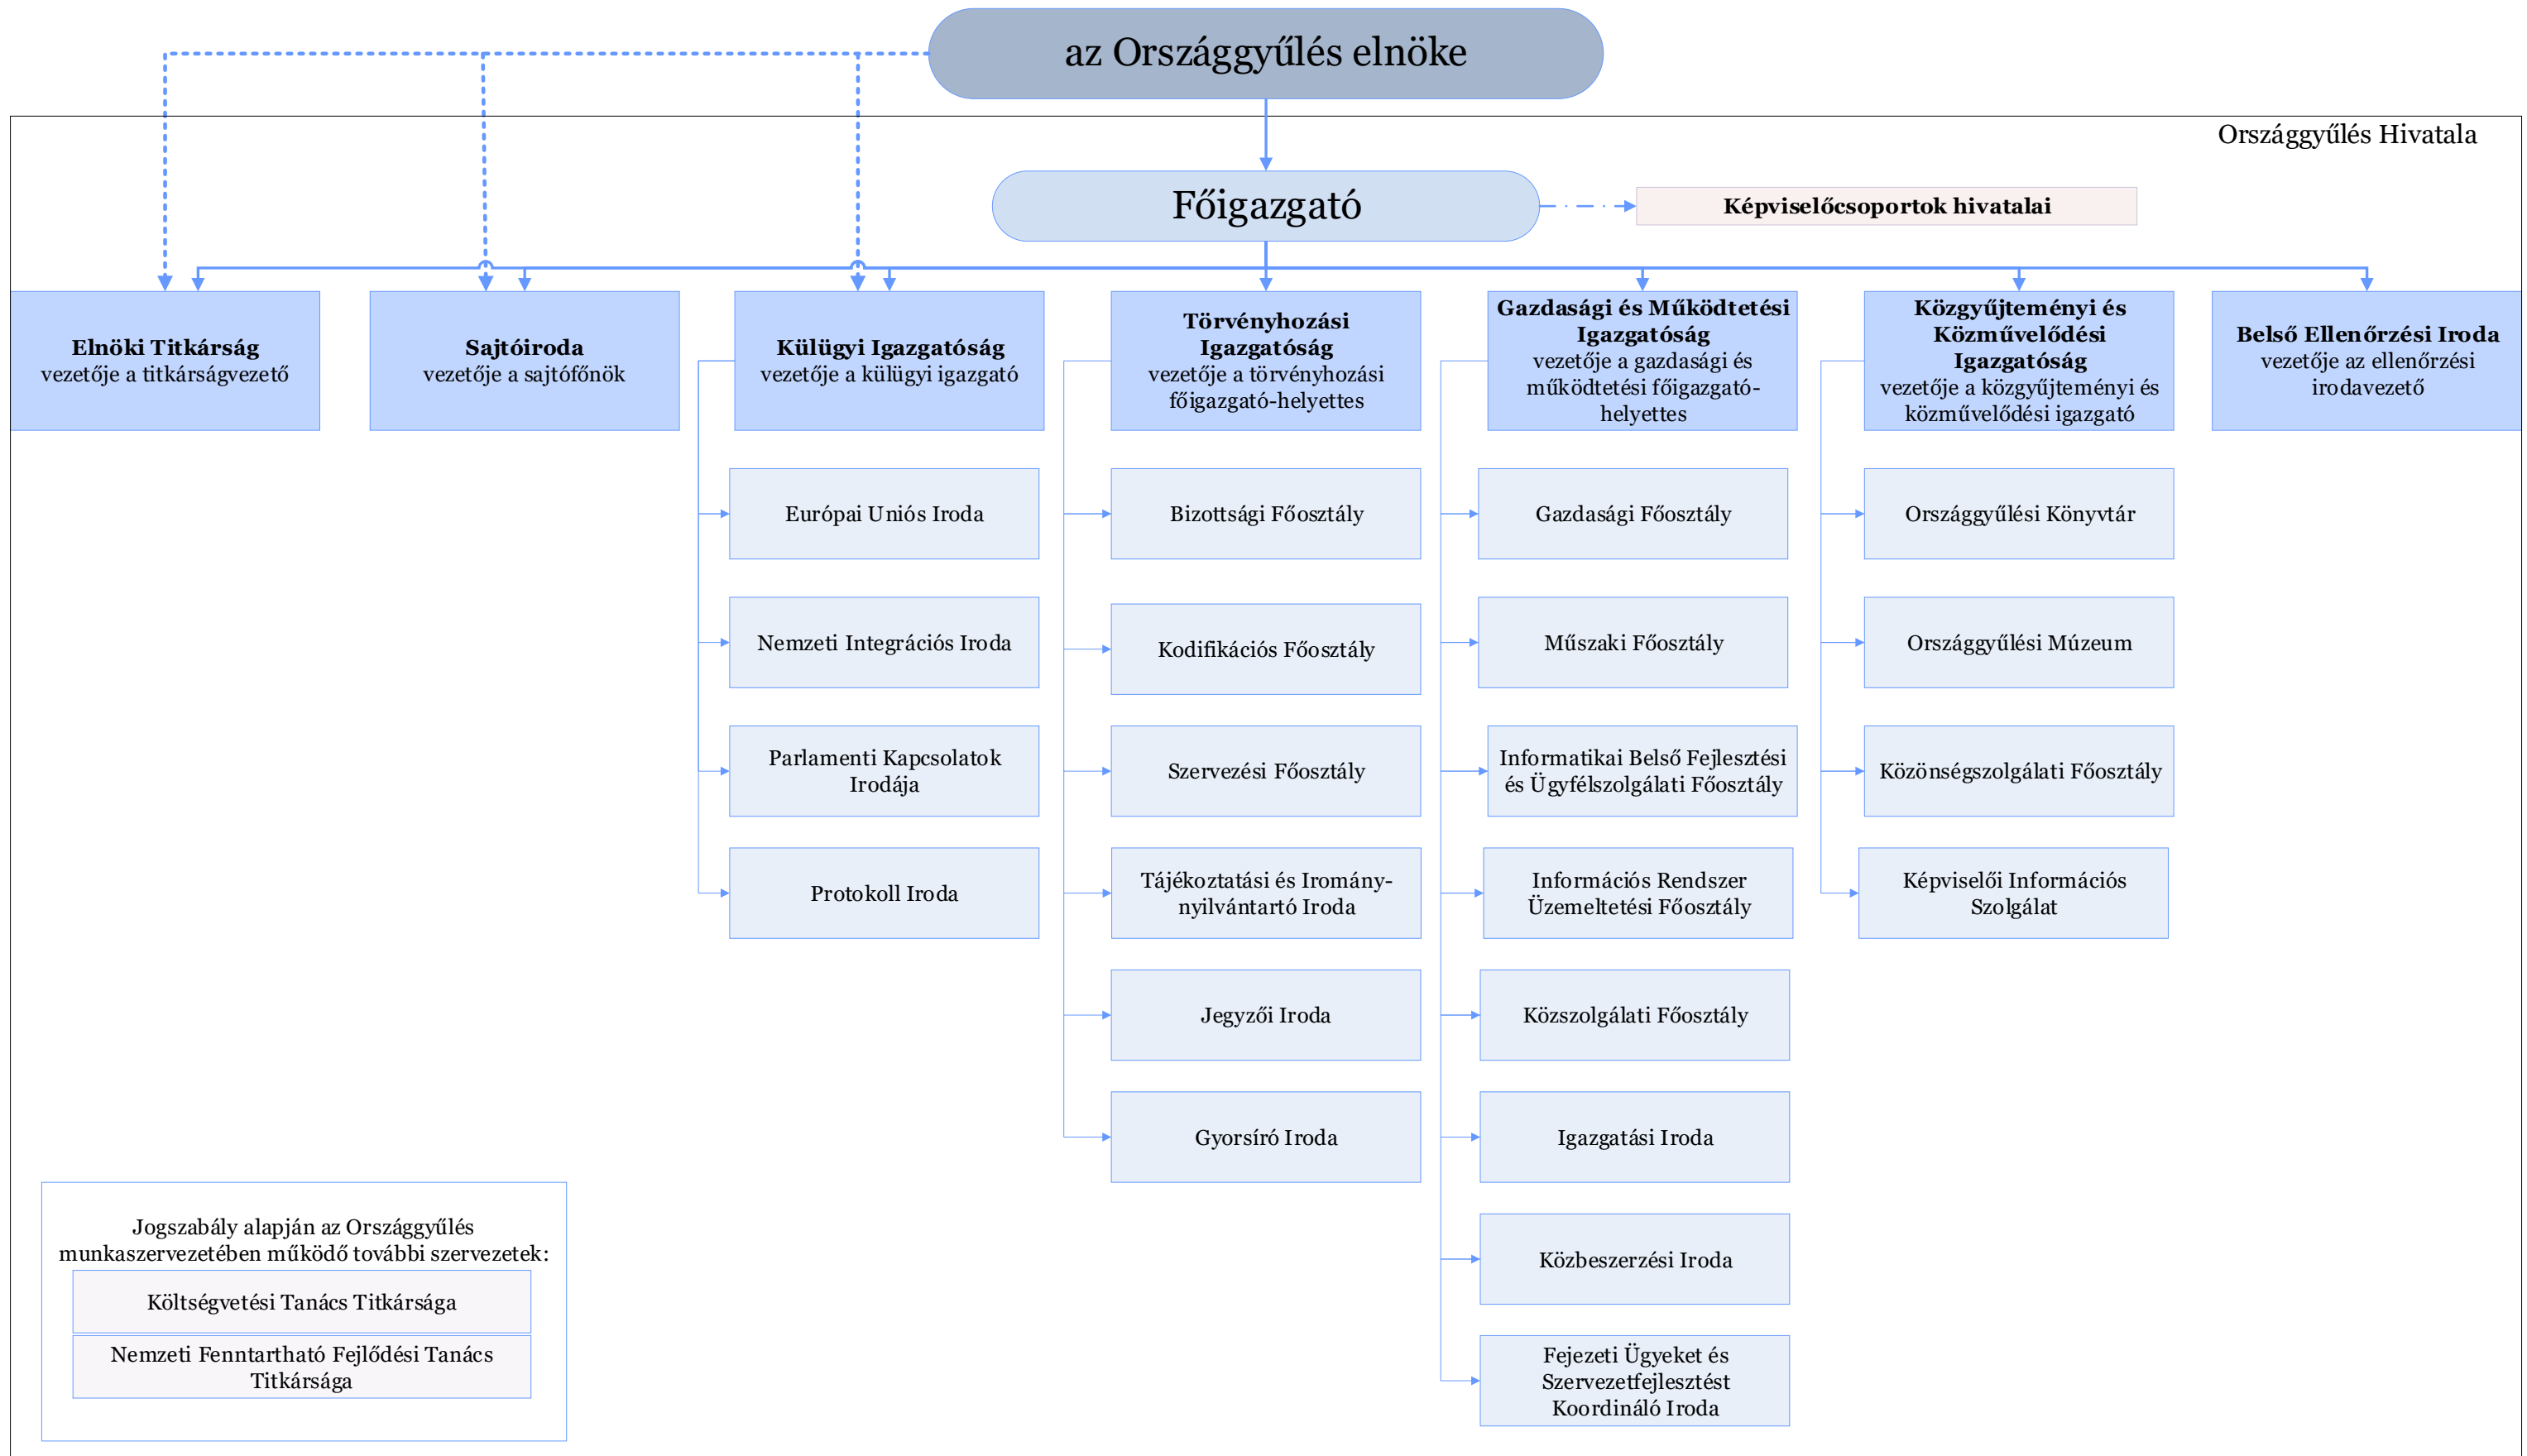 az Országgyűlés elnöke
Országgyűlés Hivatala
Főigazgató
Képviselőcsoportok hivatalai
Elnöki Titkárság
vezetője a titkárságvezető
Sajtóiroda
vezetője a sajtófőnök
Külügyi Igazgatóság
vezetője a külügyi igazgató
Törvényhozási
Igazgatóság
vezetője a törvényhozási
főigazgató-helyettes
Gazdasági és Működtetési
Igazgatóság
vezetője a gazdasági és
működtetési főigazgató-
helyettes
Közgyűjteményi és
Közművelődési
Igazgatóság
vezetője a közgyűjteményi és
közművelődési igazgató
Belső Ellenőrzési Iroda
vezetője az ellenőrzési
irodavezető
Európai Uniós Iroda
Nemzeti Integrációs Iroda
Parlamenti Kapcsolatok
Irodája
Protokoll Iroda
Bizottsági Főosztály
Kodifikációs Főosztály
Szervezési Főosztály
Tájékoztatási és Iromány-
nyilvántartó Iroda
Jegyzői Iroda
Gyorsíró Iroda
Gazdasági Főosztály
Műszaki Főosztály
Informatikai Belső Fejlesztési
és Ügyfélszolgálati Főosztály
Információs Rendszer
Üzemeltetési Főosztály
Közszolgálati Főosztály
Igazgatási Iroda
Közbeszerzési Iroda
Fejezeti Ügyeket és
Szervezetfejlesztést
Koordináló Iroda
Országgyűlési Könyvtár
Országgyűlési Múzeum
Közönségszolgálati Főosztály
Képviselői Információs
Szolgálat
Jogszabály alapján az Országgyűlés
munkaszervezetében működő további szervezetek:
Költségvetési Tanács Titkársága
Nemzeti Fenntartható Fejlődési Tanács
Titkársága